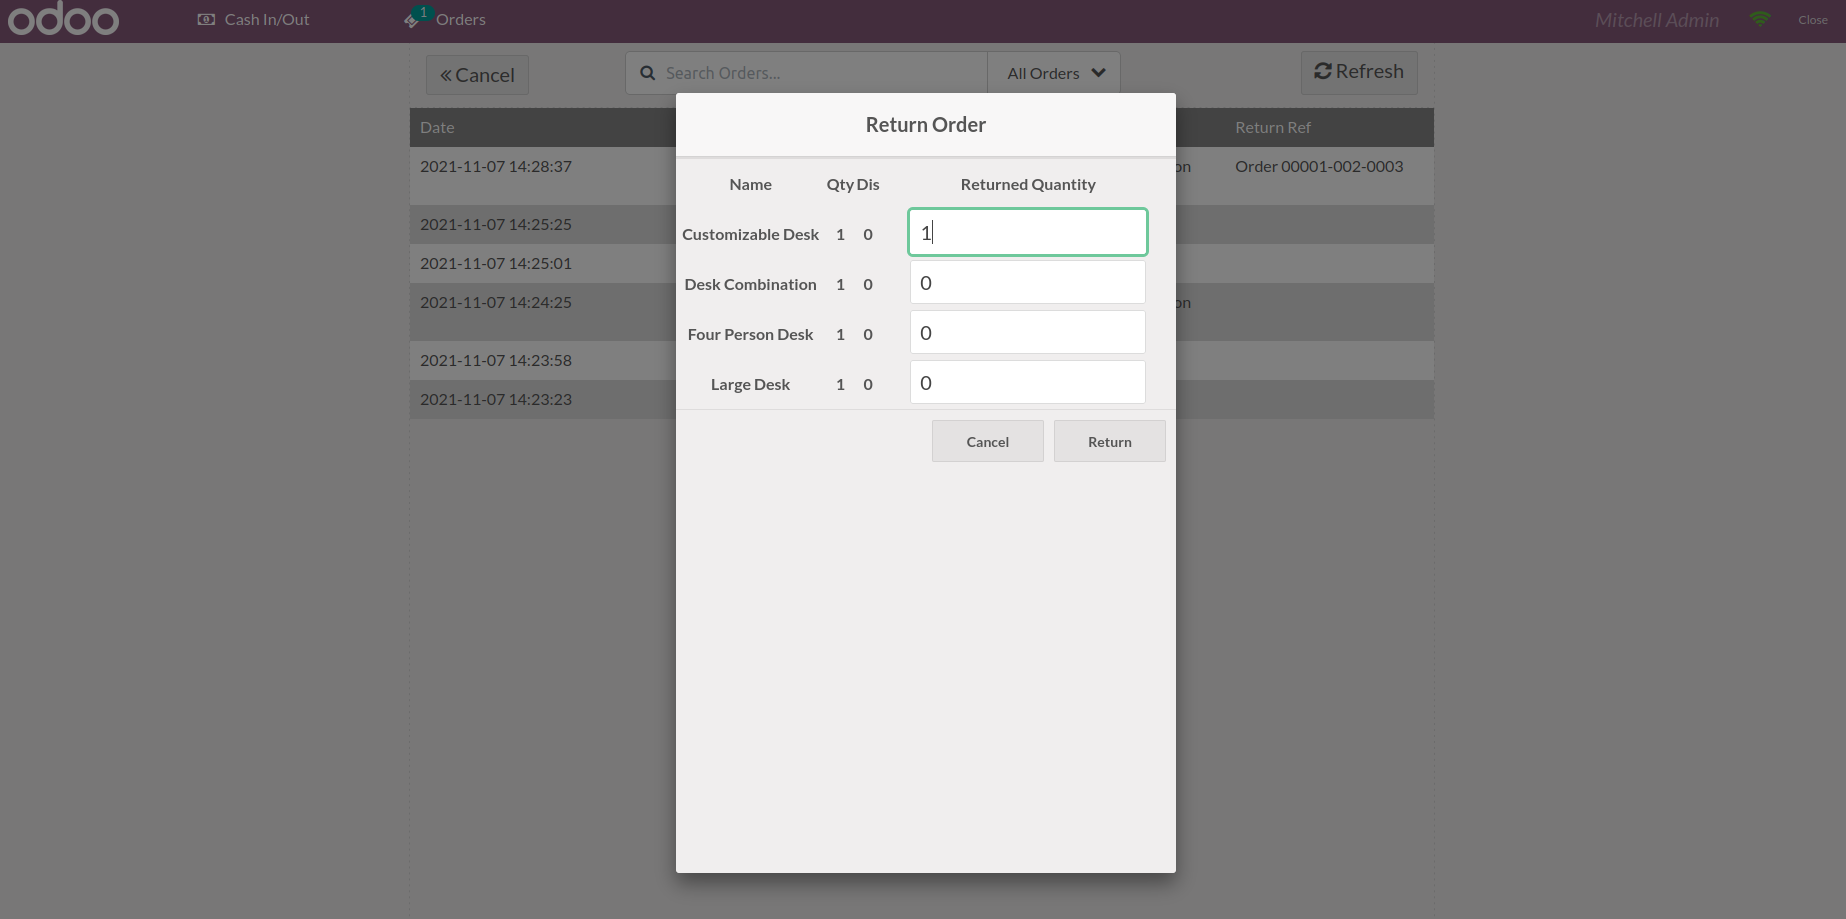 odoo Cash In/Out 1 Orders Mitchell Admin Close
Cancel Search Orders... All Orders Refresh
Return Order
Date Return Ref
2021-11-07 14:28:37 on Order 00001-002-0003
2021-11-07 14:25:25
2021-11-07 14:25:01
2021-11-07 14:24:25 on
2021-11-07 14:23:58
2021-11-07 14:23:23
Name Qty Dis Returned Quantity
Customizable Desk 1 0 1
Desk Combination 1 0 0
Four Person Desk 1 0 0
Large Desk 1 0 0
Cancel Return